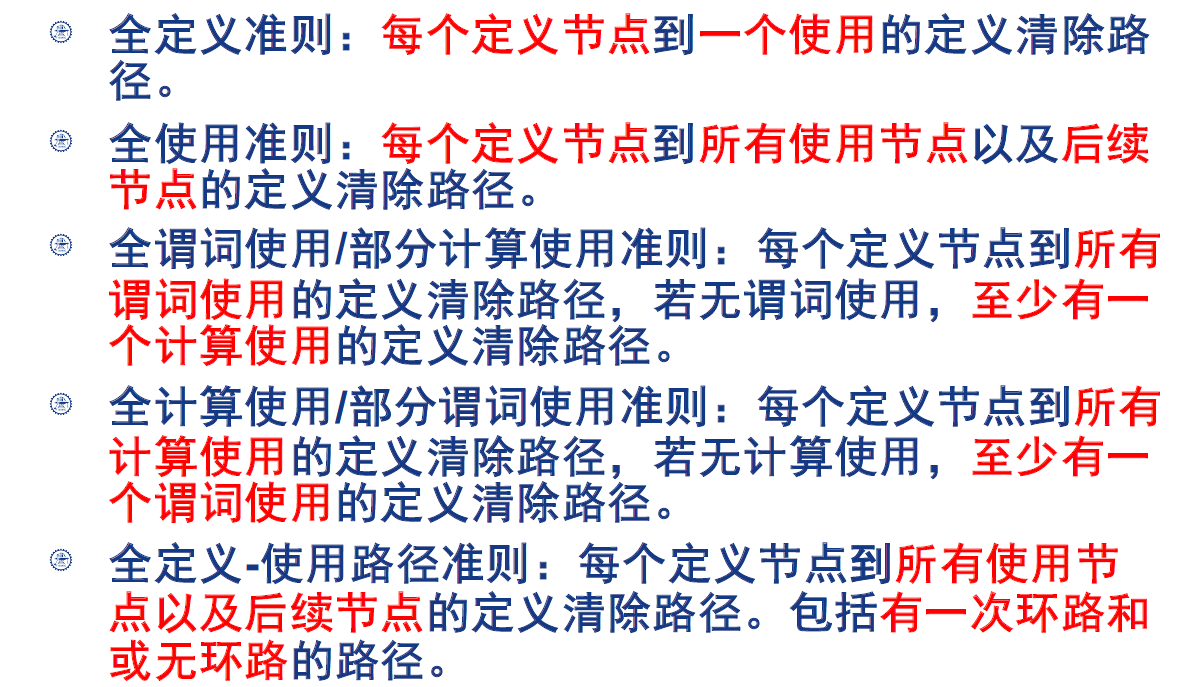 全定义准则：每个定义节点到一个使用的定义清除路
径。
全使用准则：每个定义节点到所有使用节点以及后续
节点的定义清除路径。
全谓词使用/部分计算使用准则：每个定义节点到所有
谓词使用的定义清除路径，若无谓词使用，至少有一
个计算使用的定义清除路径。
全计算使用/部分谓词使用准则：每个定义节点到所有
计算使用的定义清除路径，若无计算使用，至少有一
个谓词使用的定义清除路径。
全定义-使用路径准则：每个定义节点到所有使用节
点以及后续节点的定义清除路径。包括有一次环路和
或无环路的路径。